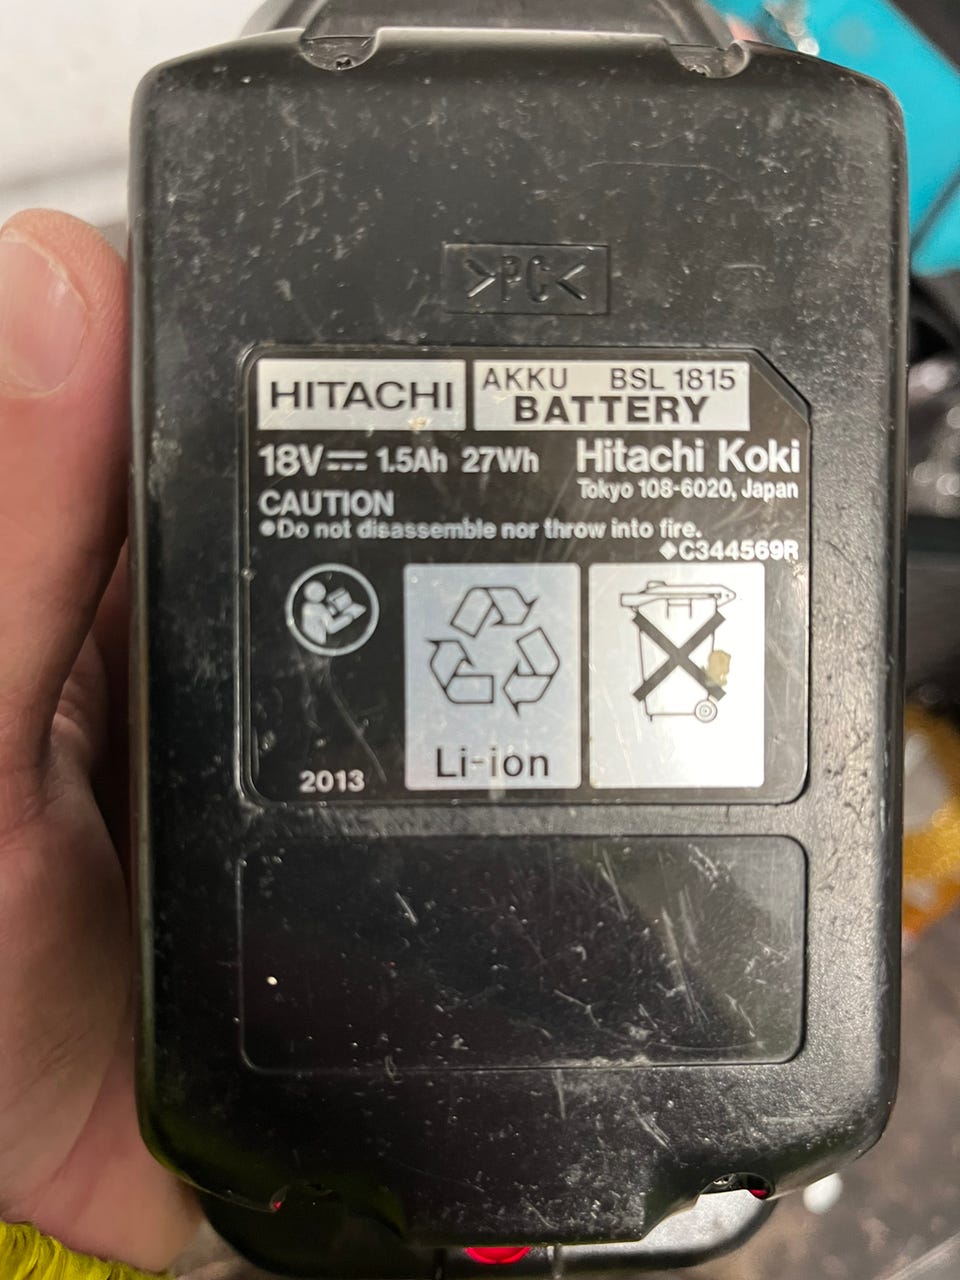 >PC<
HITACHI
AKKU BSL 1815
BATTERY
18V⎓ 1.5Ah 27Wh Hitachi Koki
Tokyo 108-6020, Japan
CAUTION
●Do not disassemble nor throw into fire.
◆C344569R
Li-ion
2013